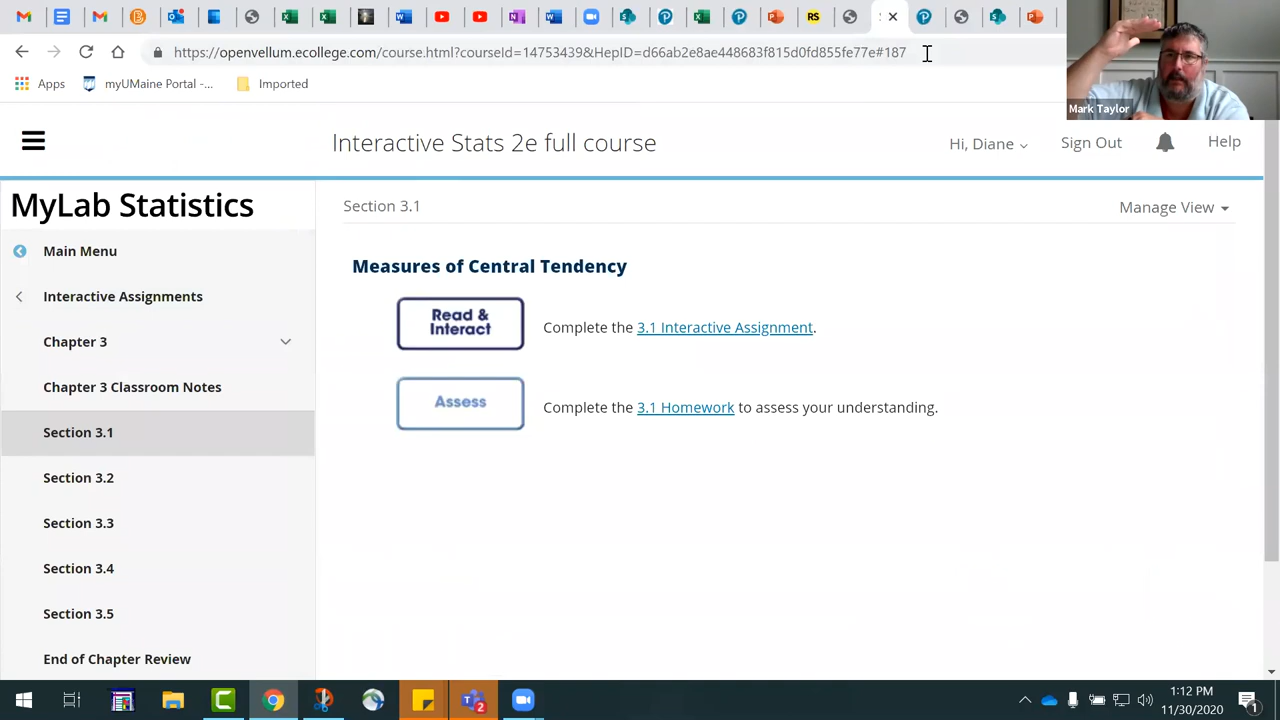 https://openvellum.ecollege.com/course.html?courseId=14753439&HepID=d66ab2e8ae448683f815d0fd855fe77e#187
Apps
myUMaine Portal -...
Imported
Mark Taylor
Interactive Stats 2e full course
Hi, Diane
Sign Out
Help
MyLab Statistics
Main Menu
Interactive Assignments
Chapter 3
Chapter 3 Classroom Notes
Section 3.1
Section 3.2
Section 3.3
Section 3.4
Section 3.5
End of Chapter Review
Section 3.1
Manage View
Measures of Central Tendency
Read &
Interact
Complete the 3.1 Interactive Assignment.
Assess
Complete the 3.1 Homework to assess your understanding.
RS
2
1:12 PM
11/30/2020
1